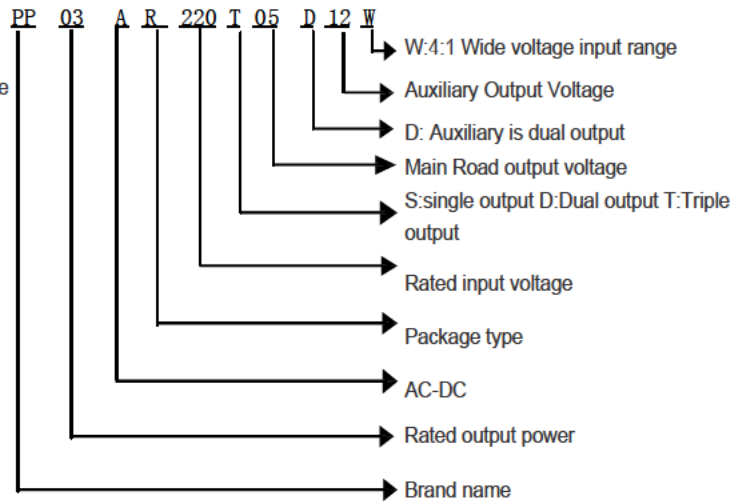 PP 03 A R 220 T 05 D 12 W
W:4:1 Wide voltage input range
e
Auxiliary Output Voltage
D: Auxiliary is dual output
Main Road output voltage
S:single output D:Dual output T:Triple
output
Rated input voltage
Package type
AC-DC
Rated output power
Brand name